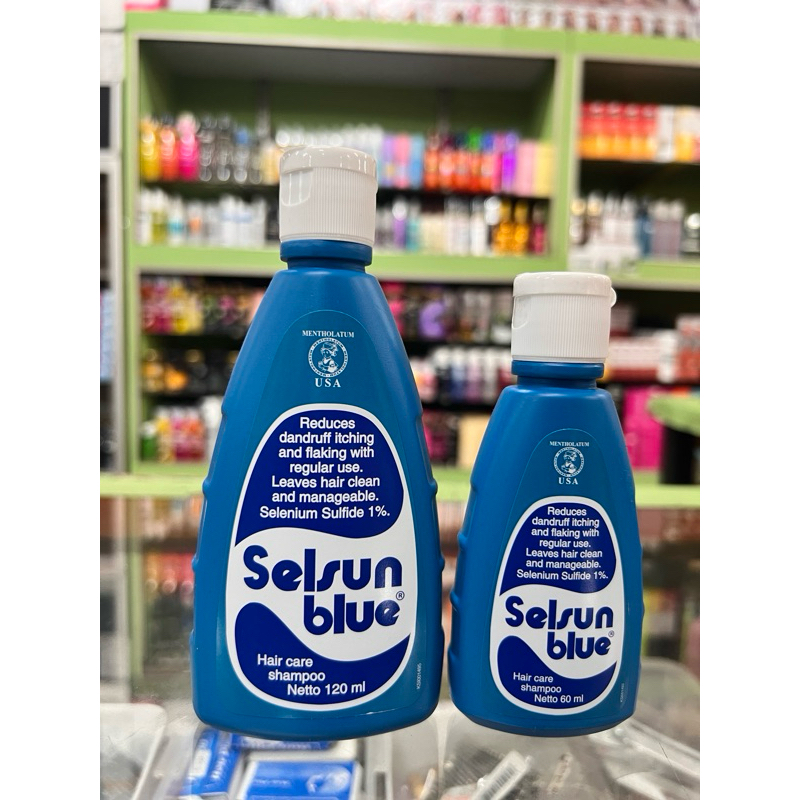 MENTHOLATUM
USA
Reduces
dandruff itching
and flaking with
regular use.
Leaves hair clean
and manageable.
Selenium Sulfide 1%.
Selsun
blue®
Hair care
shampoo
Netto 120 ml
MENTHOLATUM
USA
Reduces
dandruff itching
and flaking with
regular use.
Leaves hair clean
and manageable.
Selenium Sulfide 1%.
Selsun
blue®
Hair care
shampoo
Netto 60 ml